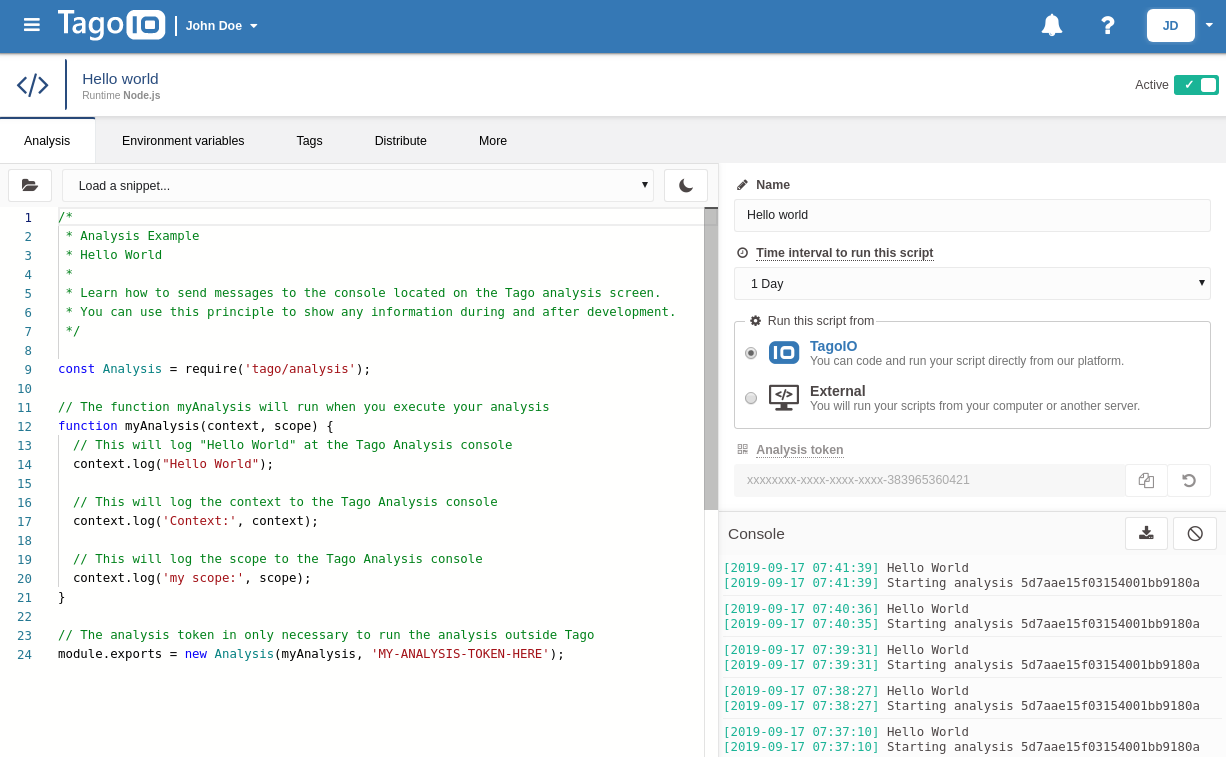 TagoIO John Doe ? JD
</> Hello world
Runtime Node.js
Active
Analysis Environment variables Tags Distribute More
Load a snippet...
1 /*
2 * Analysis Example
3 * Hello World
4 *
5 * Learn how to send messages to the console located on the Tago analysis screen.
6 * You can use this principle to show any information during and after development.
7 */
8
9 const Analysis = require('tago/analysis');
10
11 // The function myAnalysis will run when you execute your analysis
12 function myAnalysis(context, scope) {
13 // This will log "Hello World" at the Tago Analysis console
14 context.log("Hello World");
15
16 // This will log the context to the Tago Analysis console
17 context.log('Context:', context);
18
19 // This will log the scope to the Tago Analysis console
20 context.log('my scope:', scope);
21 }
22
23 // The analysis token in only necessary to run the analysis outside Tago
24 module.exports = new Analysis(myAnalysis, 'MY-ANALYSIS-TOKEN-HERE');
Name
Hello world
Time interval to run this script
1 Day
Run this script from
IO TagoIO
You can code and run your script directly from our platform.
</> External
You will run your scripts from your computer or another server.
Analysis token
xxxxxxxx-xxxx-xxxx-xxxx-383965360421
Console
[2019-09-17 07:41:39] Hello World
[2019-09-17 07:41:39] Starting analysis 5d7aae15f03154001bb9180a
[2019-09-17 07:40:36] Hello World
[2019-09-17 07:40:35] Starting analysis 5d7aae15f03154001bb9180a
[2019-09-17 07:39:31] Hello World
[2019-09-17 07:39:31] Starting analysis 5d7aae15f03154001bb9180a
[2019-09-17 07:38:27] Hello World
[2019-09-17 07:38:27] Starting analysis 5d7aae15f03154001bb9180a
[2019-09-17 07:37:10] Hello World
[2019-09-17 07:37:10] Starting analysis 5d7aae15f03154001bb9180a